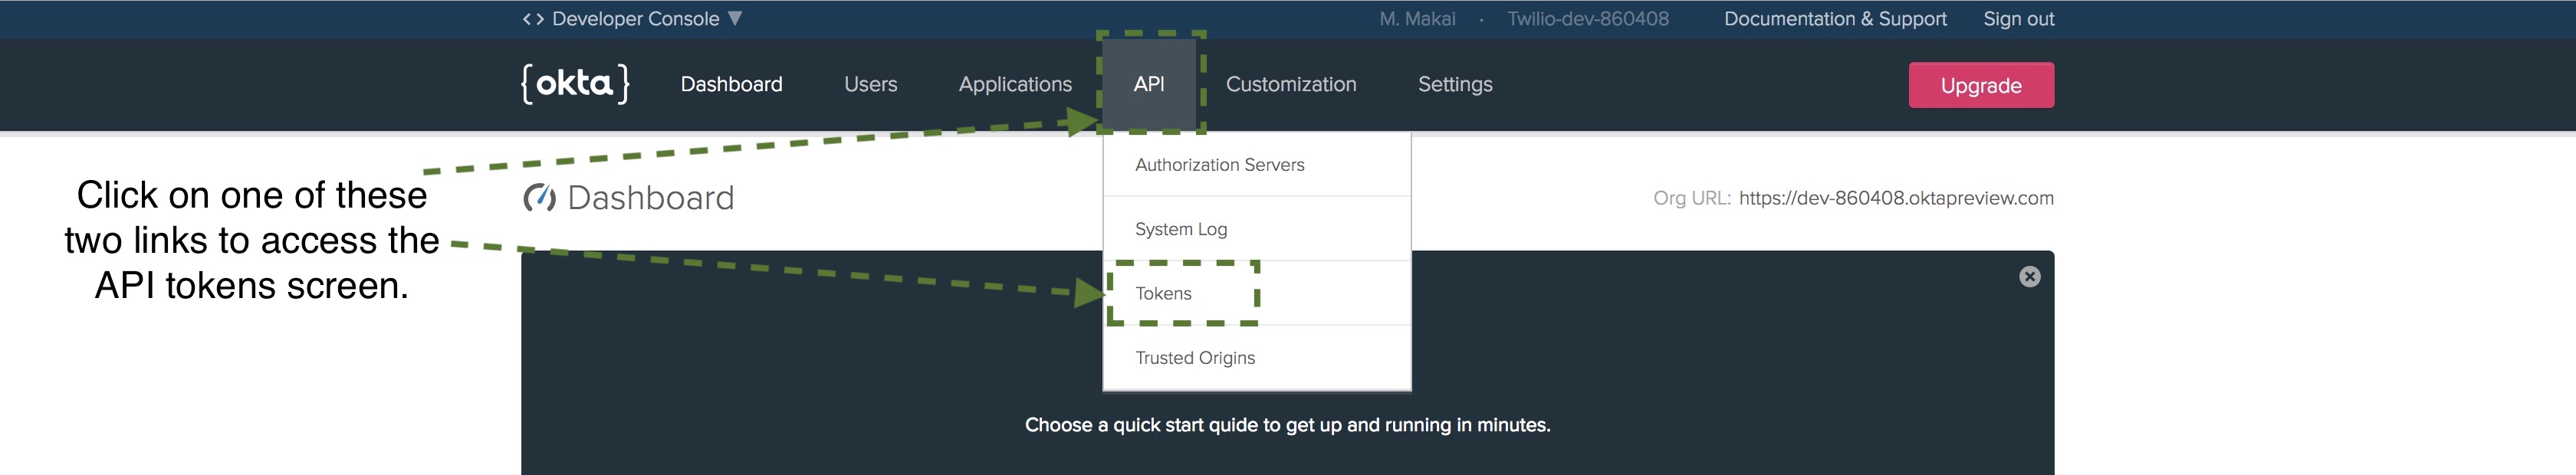 <> Developer Console ▼
M. Makai · Twilio-dev-860408 Documentation & Support Sign out
{okta} Dashboard Users Applications API Customization Settings Upgrade
Click on one of these
two links to access the
API tokens screen.
Dashboard
Org URL: https://dev-860408.oktapreview.com
Authorization Servers
System Log
Tokens
Trusted Origins
Choose a quick start quide to get up and running in minutes.